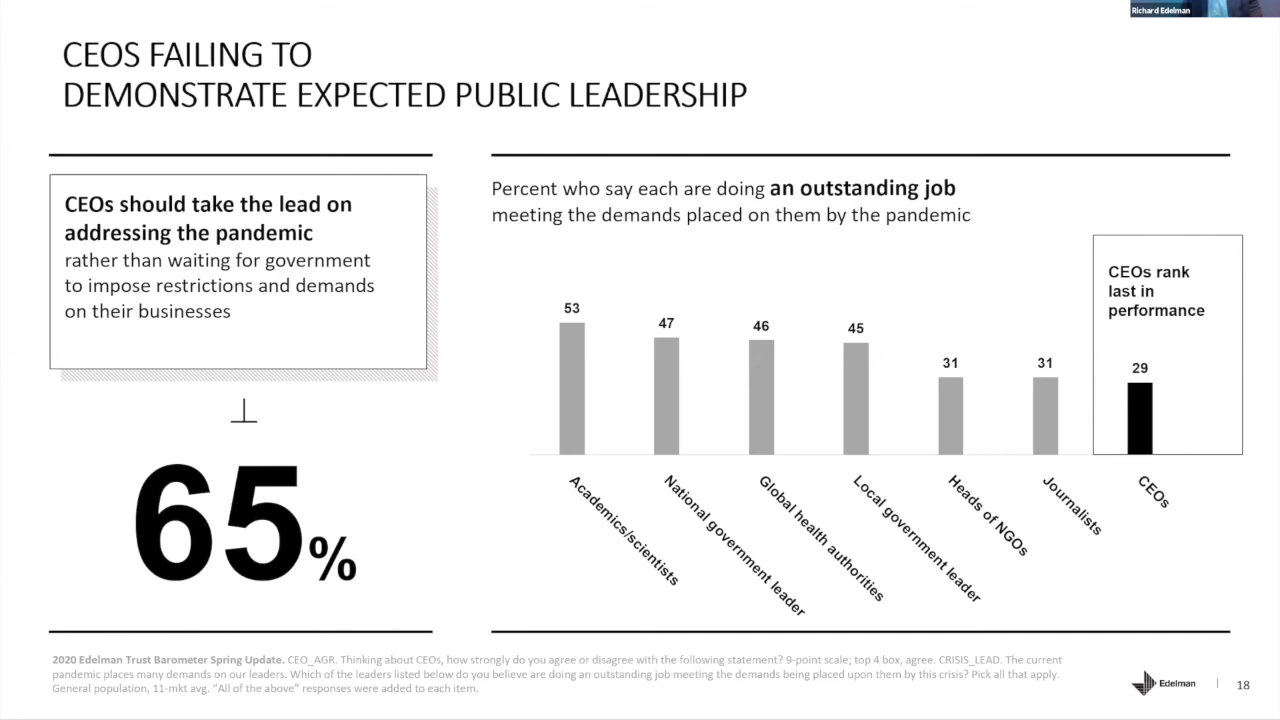 Richard Edelman
CEOS FAILING TO
DEMONSTRATE EXPECTED PUBLIC LEADERSHIP
CEOs should take the lead on
addressing the pandemic
rather than waiting for government
to impose restrictions and demands
on their businesses
65%
Percent who say each are doing an outstanding job
meeting the demands placed on them by the pandemic
CEOs rank
last in
performance
53
47
46
45
31
31
29
Academics/scientists
National government leader
Global health authorities
Local government leader
Heads of NGOs
Journalists
CEOs
2020 Edelman Trust Barometer Spring Update. CEO_AGR. Thinking about CEOs, how strongly do you agree or disagree with the following statement? 9-point scale; top 4 box, agree. CRISIS_LEAD. The current
pandemic places many demands on our leaders. Which of the leaders listed below do you believe are doing an outstanding job meeting the demands being placed upon them by this crisis? Pick all that apply.
General population, 11-mkt avg. “All of the above” responses were added to each item.
Edelman
18